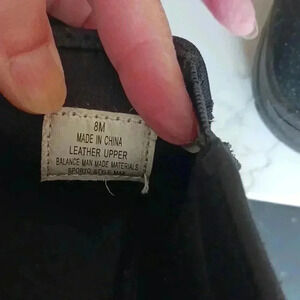 8M
MADE IN CHINA
LEATHER UPPER
BALANCE MAN MADE MATERIALS